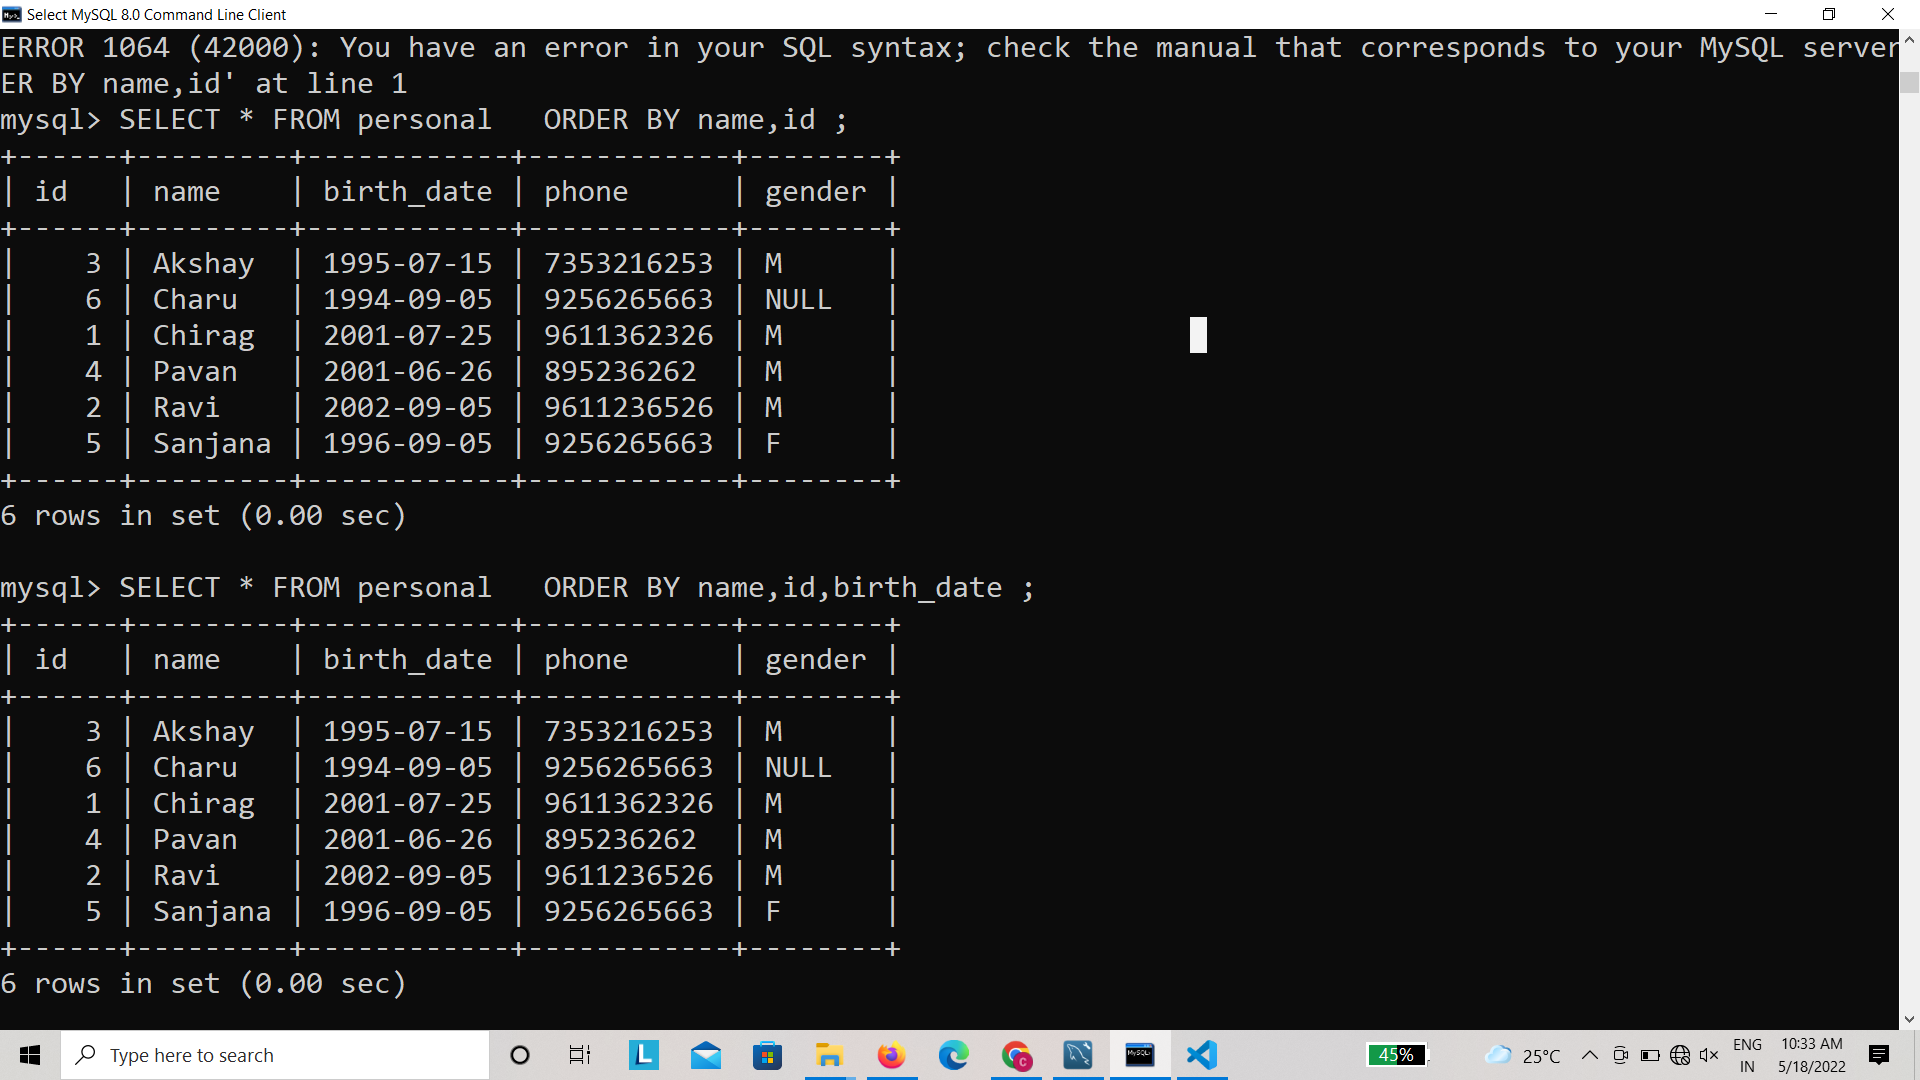 Select MySQL 8.0 Command Line Client
ERROR 1064 (42000): You have an error in your SQL syntax; check the manual that corresponds to your MySQL server
ER BY name,id' at line 1
mysql> SELECT * FROM personal   ORDER BY name,id ;
+------+---------+------------+------------+--------+
| id   | name    | birth_date | phone      | gender |
+------+---------+------------+------------+--------+
|    3 | Akshay  | 1995-07-15 | 7353216253 | M      |
|    6 | Charu   | 1994-09-05 | 9256265663 | NULL   |
|    1 | Chirag  | 2001-07-25 | 9611362326 | M      |
|    4 | Pavan   | 2001-06-26 | 895236262  | M      |
|    2 | Ravi    | 2002-09-05 | 9611236526 | M      |
|    5 | Sanjana | 1996-09-05 | 9256265663 | F      |
+------+---------+------------+------------+--------+
6 rows in set (0.00 sec)
mysql> SELECT * FROM personal   ORDER BY name,id,birth_date ;
+------+---------+------------+------------+--------+
| id   | name    | birth_date | phone      | gender |
+------+---------+------------+------------+--------+
|    3 | Akshay  | 1995-07-15 | 7353216253 | M      |
|    6 | Charu   | 1994-09-05 | 9256265663 | NULL   |
|    1 | Chirag  | 2001-07-25 | 9611362326 | M      |
|    4 | Pavan   | 2001-06-26 | 895236262  | M      |
|    2 | Ravi    | 2002-09-05 | 9611236526 | M      |
|    5 | Sanjana | 1996-09-05 | 9256265663 | F      |
+------+---------+------------+------------+--------+
6 rows in set (0.00 sec)
Type here to search
45%
25°C
ENG
IN
10:33 AM
5/18/2022